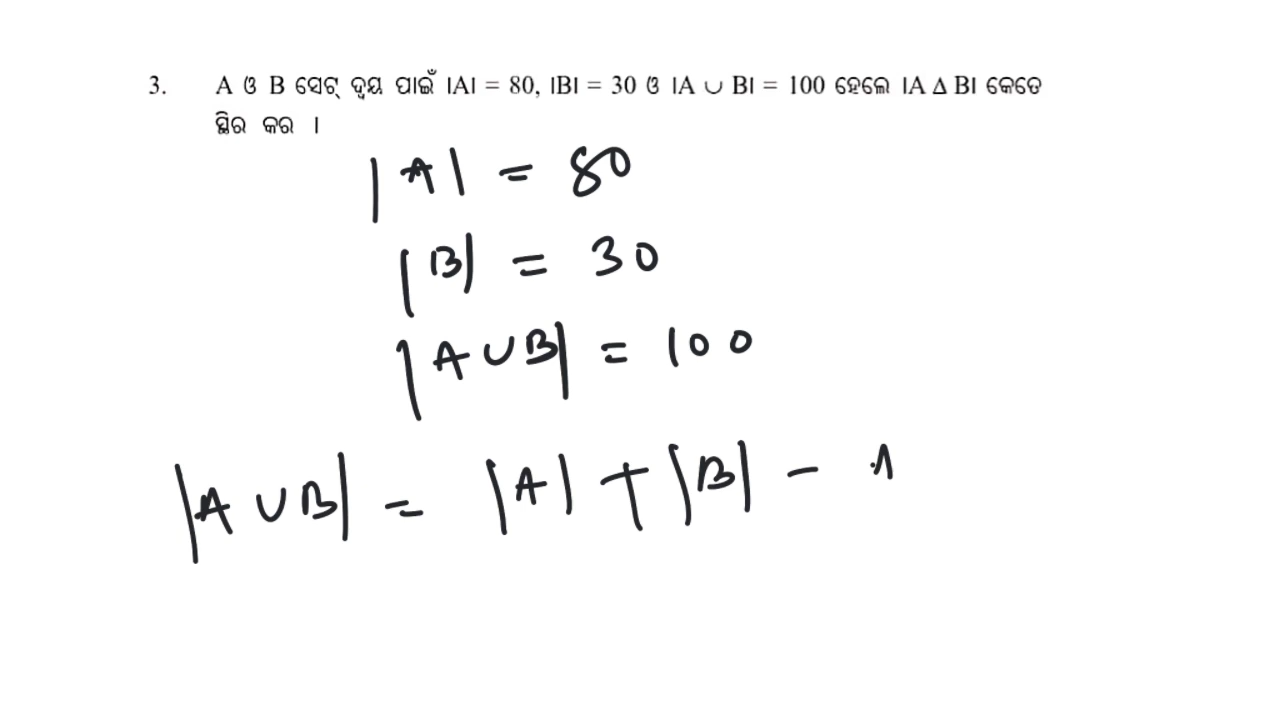 3. A ଓ B ସେଟ୍ ଦ୍ୱୟ ପାଇଁ |A| = 80, |B| = 30 ଓ |A ∪ B| = 100 ହେଲେ |A Δ B| କେତେ
ସ୍ଥିର କର ।
|A| = 80
|B| = 30
|A ∪ B| = 100
|A ∪ B| = |A| + |B| -